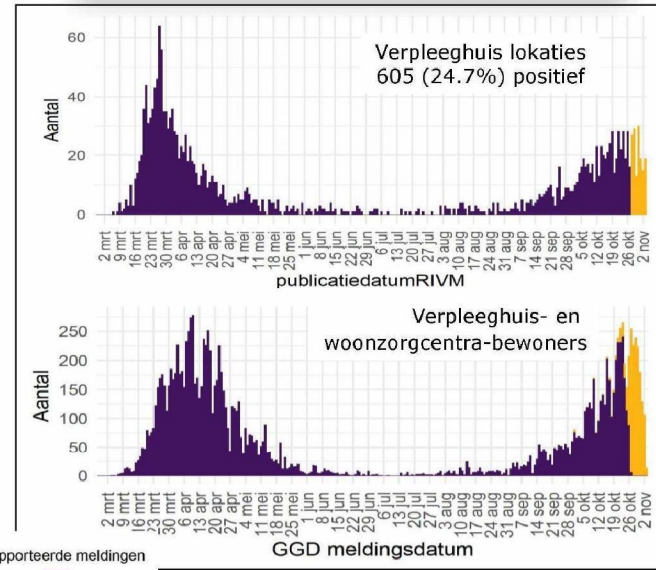 Verpleeghuis lokaties
605 (24.7%) positief
Aantal
60
40
20
0
2 mrt
9 mrt
16 mrt
23 mrt
30 mrt
6 apr
13 apr
20 apr
27 apr
4 mei
11 mei
18 mei
25 mei
1 jun
8 jun
15 jun
22 jun
29 jun
6 jul
13 jul
20 jul
27 jul
3 aug
10 aug
17 aug
24 aug
31 aug
7 sep
14 sep
21 sep
28 sep
5 okt
12 okt
19 okt
26 okt
2 nov
publicatiedatumRIVM
Verpleeghuis- en
woonzorgcentra-bewoners
Aantal
250
200
150
100
50
0
2 mrt
9 mrt
16 mrt
23 mrt
30 mrt
6 apr
13 apr
20 apr
27 apr
4 mei
11 mei
18 mei
25 mei
1 jun
8 jun
15 jun
22 jun
29 jun
6 jul
13 jul
20 jul
27 jul
3 aug
10 aug
17 aug
24 aug
31 aug
7 sep
14 sep
21 sep
28 sep
5 okt
12 okt
19 okt
26 okt
2 nov
GGD meldingsdatum
pporteerde meldingen